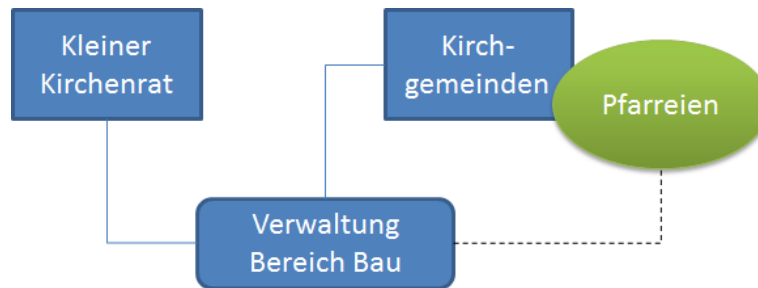 Kleiner
Kirchenrat
Kirch-
gemeinden
Pfarreien
Verwaltung
Bereich Bau